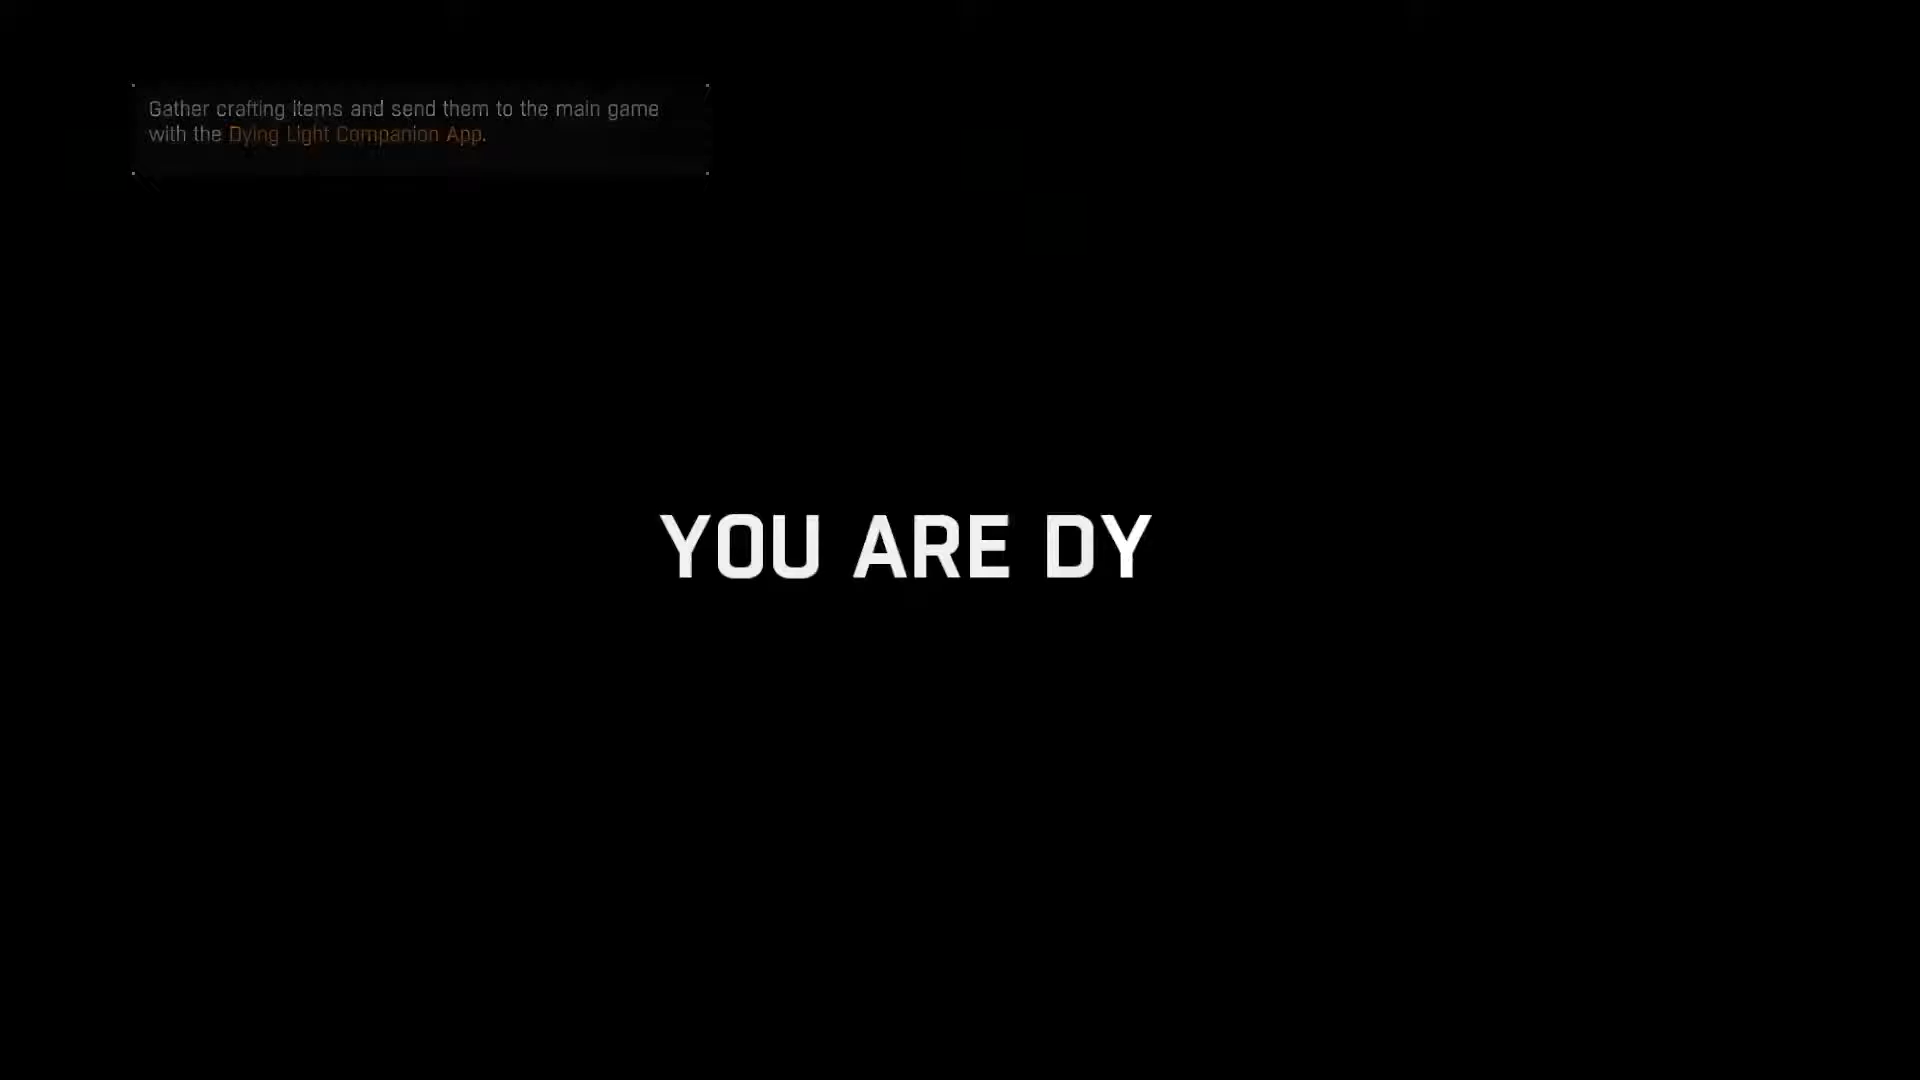 Gather crafting items and send them to the main game
with the Dying Light Companion App.
YOU ARE DY